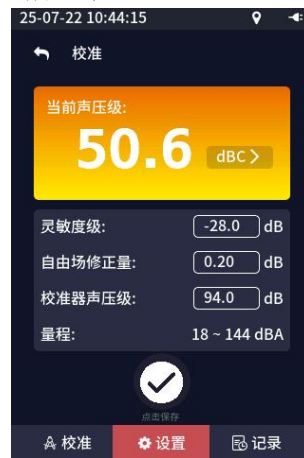 25-07-22 10:44:15
校准
当前声压级:
50.6 dBC >
灵敏度级: -28.0 dB
自由场修正量: 0.20 dB
校准器声压级: 94.0 dB
量程: 18 ~ 144 dBA
点击保存
校准 设置 记录